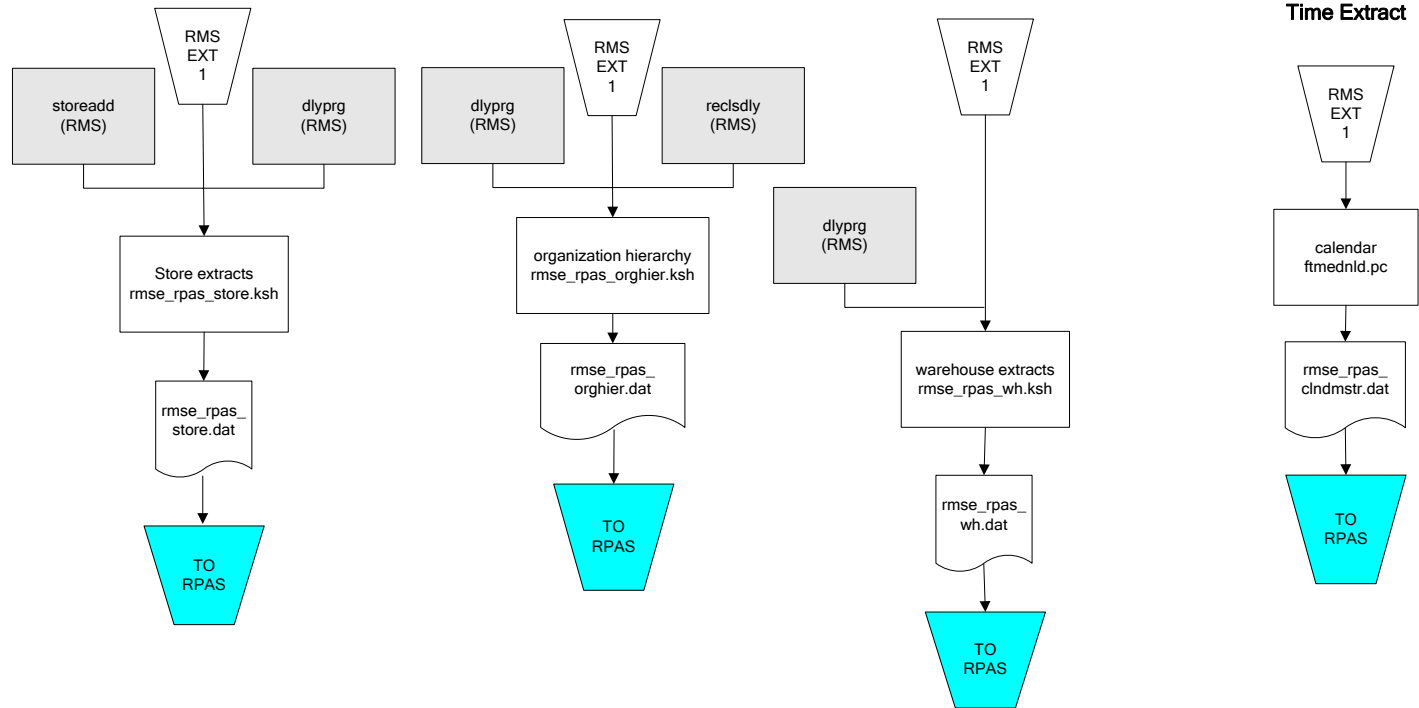 Time Extract
RMS
EXT
1
storeadd
(RMS)
dlyprg
(RMS)
Store extracts
rmse_rpas_store.ksh
rmse_rpas_
store.dat
TO
RPAS
RMS
EXT
1
dlyprg
(RMS)
reclsdly
(RMS)
organization hierarchy
rmse_rpas_orghier.ksh
rmse_rpas_
orghier.dat
TO
RPAS
RMS
EXT
1
dlyprg
(RMS)
warehouse extracts
rmse_rpas_wh.ksh
rmse_rpas_
wh.dat
TO
RPAS
RMS
EXT
1
calendar
ftmednld.pc
rmse_rpas_
clndmstr.dat
TO
RPAS